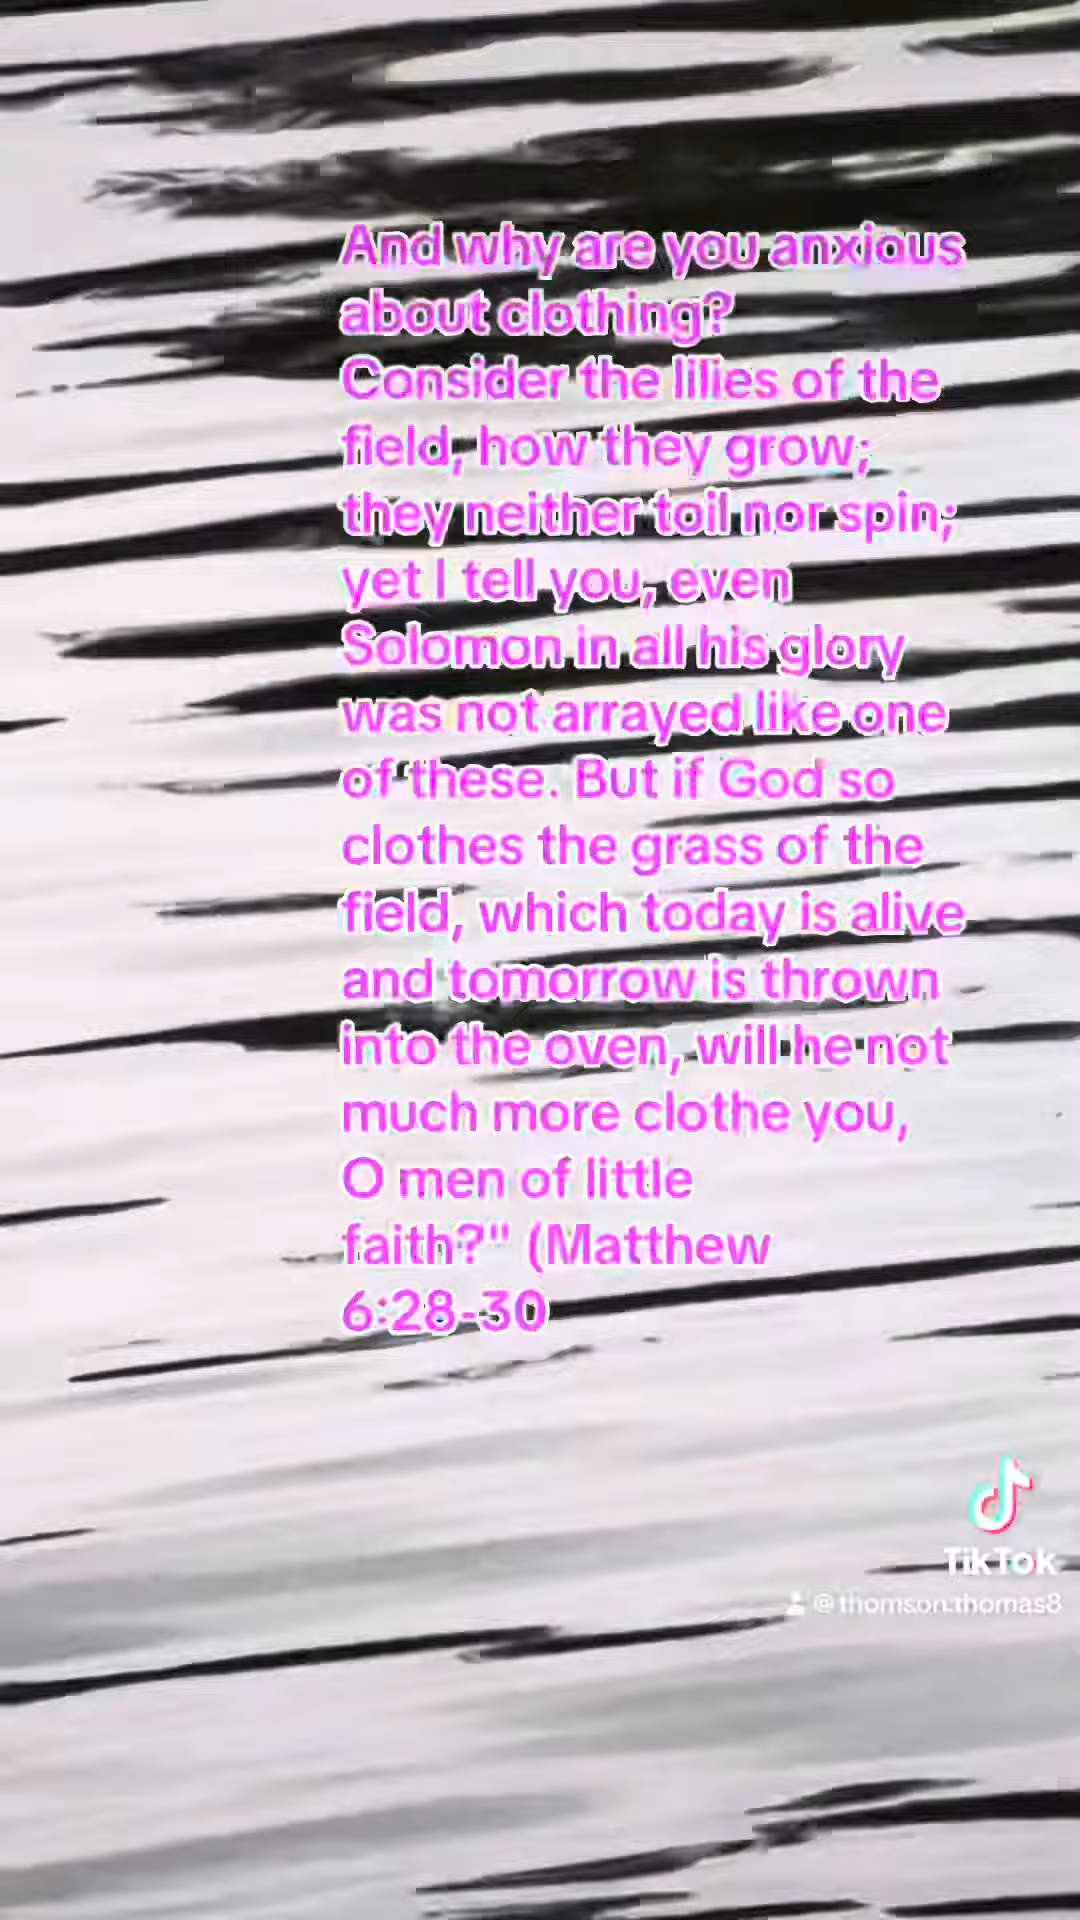 And why are you anxious
about clothing?
Consider the lilies of the
field, how they grow;
they neither toil nor spin;
yet I tell you, even
Solomon in all his glory
was not arrayed like one
of these. But if God so
clothes the grass of the
field, which today is alive
and tomorrow is thrown
into the oven, will he not
much more clothe you,
O men of little
faith?" (Matthew
6:28-30
TikTok
@thomson.thomas8